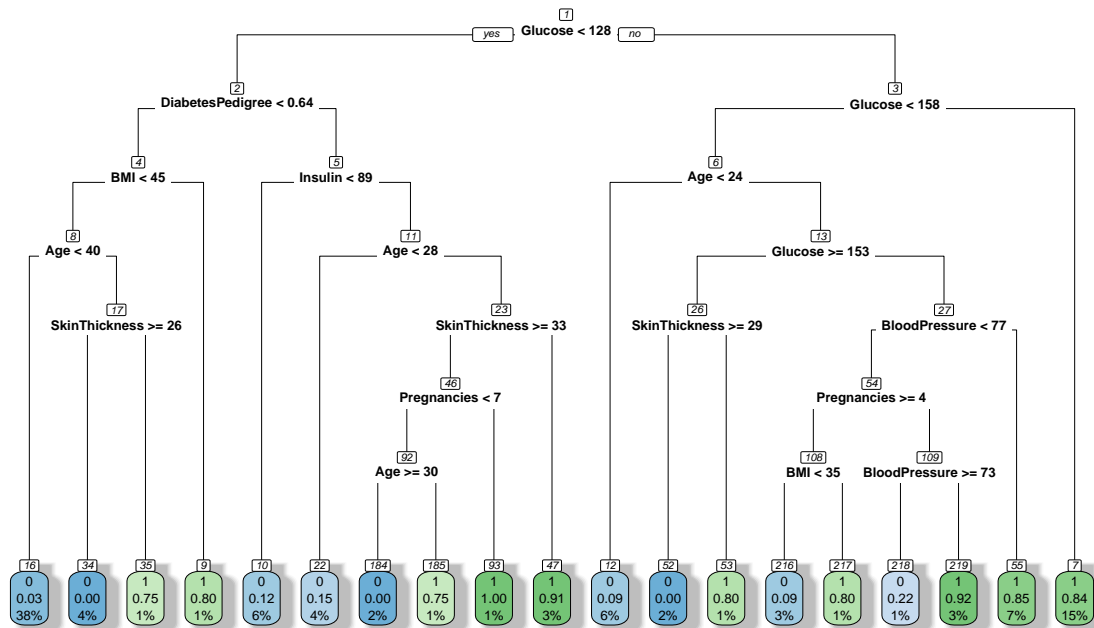 1
yes Glucose < 128 no
2 3
DiabetesPedigree < 0.64 Glucose < 158
4 5 6
BMI < 45 Insulin < 89 Age < 24
8 11 13
Age < 40 Age < 28 Glucose >= 153
17 23 26 27
SkinThickness >= 26 SkinThickness >= 33 SkinThickness >= 29 BloodPressure < 77
46 54
Pregnancies < 7 Pregnancies >= 4
92 108 109
Age >= 30 BMI < 35 BloodPressure >= 73
16 34 35 9 10 22 184 185 93 47 12 52 53 216 217 218 219 55 7
0 0 1 1 0 0 0 1 1 1 0 0 1 0 1 0 1 1 1
0.03 0.00 0.75 0.80 0.12 0.15 0.00 0.75 1.00 0.91 0.09 0.00 0.80 0.09 0.80 0.22 0.92 0.85 0.84
38% 4% 1% 1% 6% 4% 2% 1% 1% 3% 6% 2% 1% 3% 1% 1% 3% 7% 15%